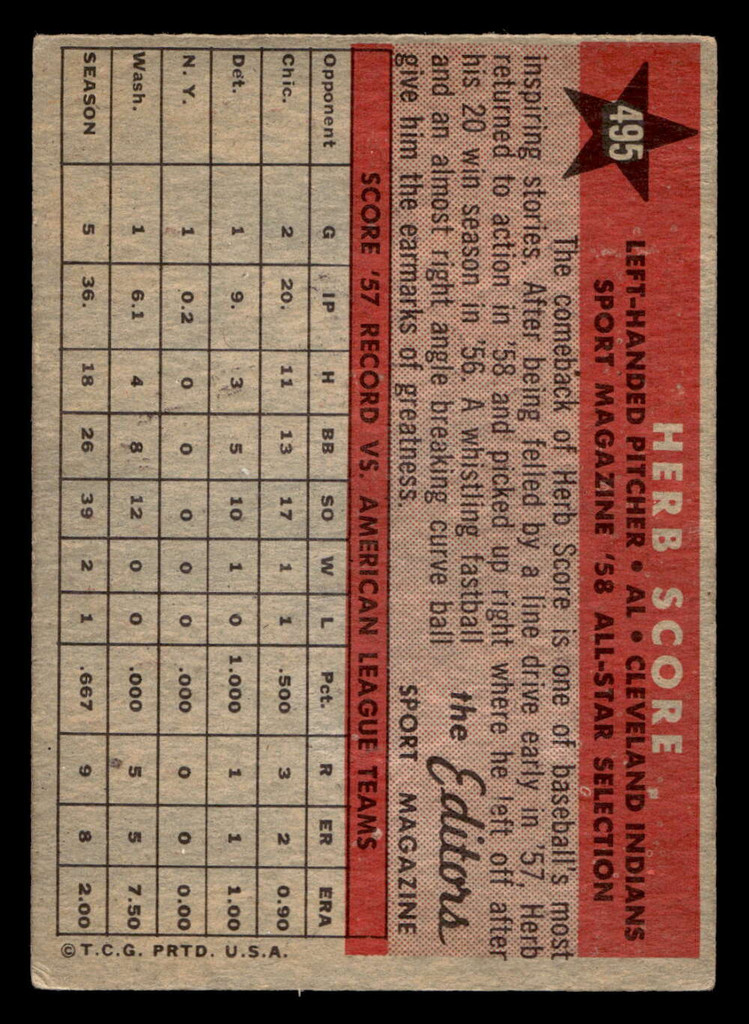 495
HERB SCORE
LEFT-HANDED PITCHER • AL • CLEVELAND INDIANS
SPORT MAGAZINE '58 ALL-STAR SELECTION
The comeback of Herb Score is one of baseball's most
inspiring stories. After being felled by a line drive early in '57, Herb
returned to action in '58 and picked up right where he left off after
his 20 win season in '56. A whistling fastball
and an almost right angle breaking curve ball
give him the earmarks of greatness.
the Editors
SPORT MAGAZINE
SCORE '57 RECORD VS. AMERICAN LEAGUE TEAMS
Opponent G IP H BB SO W L Pct. R ER ERA
Chic. 2 20. 11 13 17 1 1 .500 3 2 0.90
Det. 1 9. 3 5 10 1 0 1.000 1 1 1.00
N. Y. 1 0.2 0 0 0 0 0 .000 0 0 0.00
Wash. 1 6.1 4 8 12 0 0 .000 5 5 7.50
SEASON 5 36. 18 26 39 2 1 .667 9 8 2.00
© T.C.G. PRTD. U.S.A.